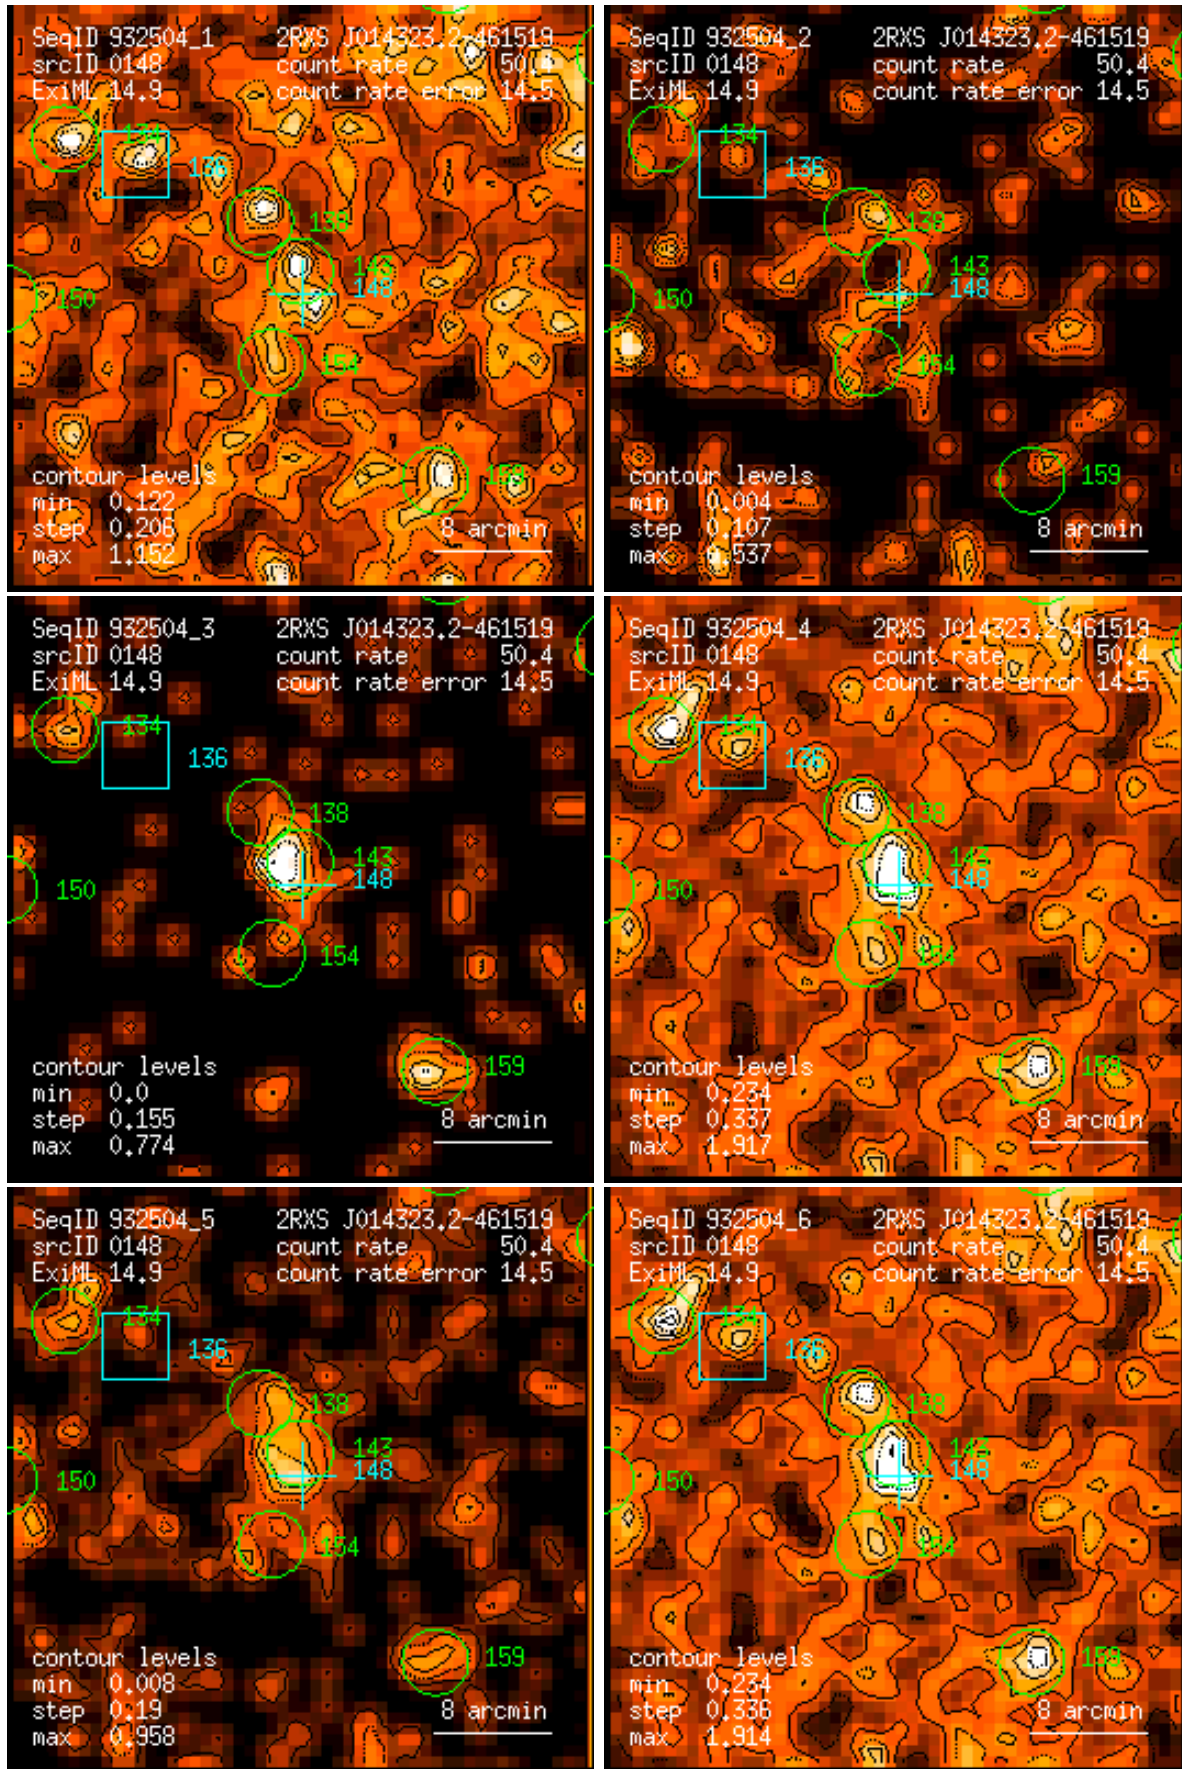 SeqID 932504_1 2RXS J014323.2-461519
srcID 0148 count rate 50.4
ExiML 14.9 count rate error 14.5
134
136
138
143
148
150
154
159
contour levels
min 0.122
step 0.206
max 1.152
8 arcmin
SeqID 932504_2 2RXS J014323.2-461519
srcID 0148 count rate 50.4
ExiML 14.9 count rate error 14.5
134
136
138
143
148
150
154
159
contour levels
min 0.004
step 0.107
max 0.537
8 arcmin
SeqID 932504_3 2RXS J014323.2-461519
srcID 0148 count rate 50.4
ExiML 14.9 count rate error 14.5
134
136
138
143
148
150
154
159
contour levels
min 0.0
step 0.155
max 0.774
8 arcmin
SeqID 932504_4 2RXS J014323.2-461519
srcID 0148 count rate 50.4
ExiML 14.9 count rate error 14.5
134
136
138
143
148
150
154
159
contour levels
min 0.234
step 0.337
max 1.917
8 arcmin
SeqID 932504_5 2RXS J014323.2-461519
srcID 0148 count rate 50.4
ExiML 14.9 count rate error 14.5
134
136
138
143
148
150
154
159
contour levels
min 0.008
step 0.19
max 0.958
8 arcmin
SeqID 932504_6 2RXS J014323.2-461519
srcID 0148 count rate 50.4
ExiML 14.9 count rate error 14.5
134
136
138
143
148
150
154
159
contour levels
min 0.234
step 0.336
max 1.914
8 arcmin